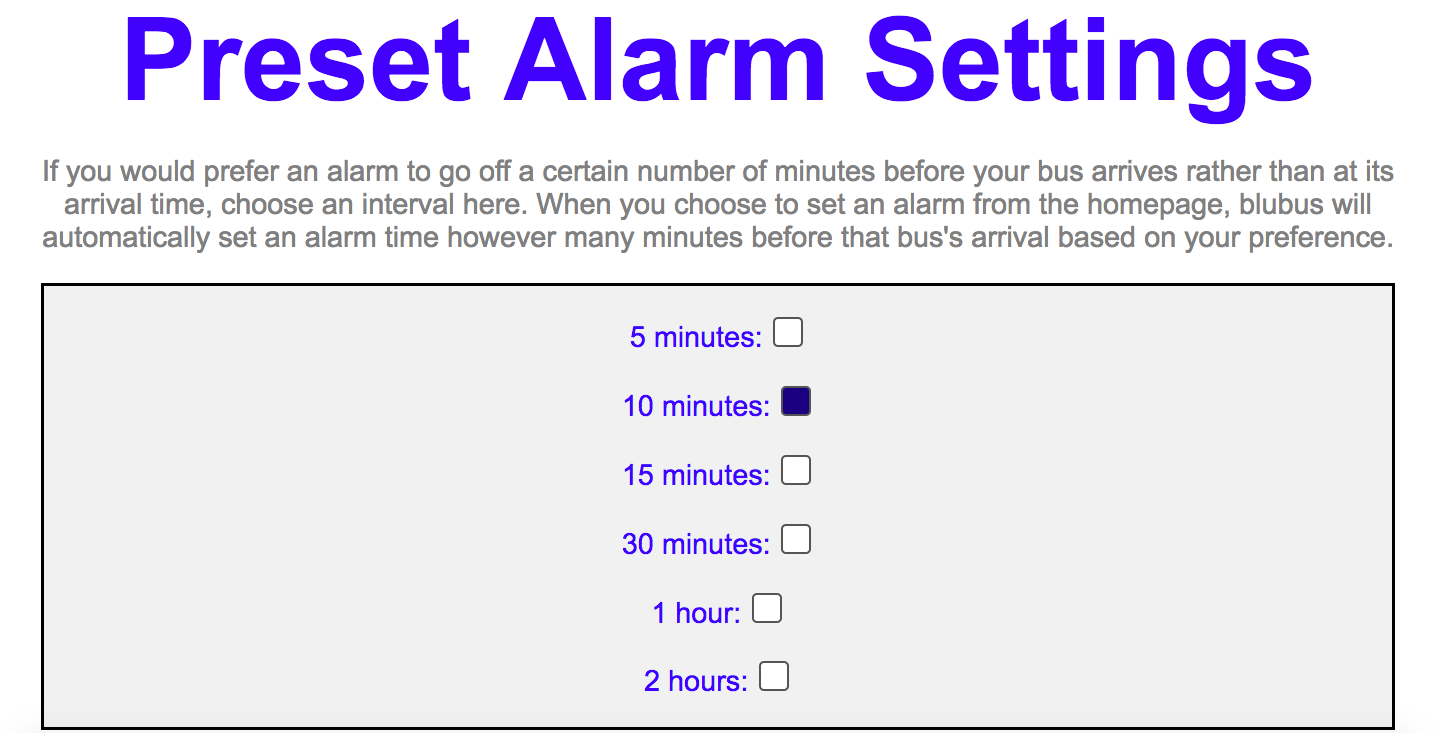 Preset Alarm Settings
If you would prefer an alarm to go off a certain number of minutes before your bus arrives rather than at its
arrival time, choose an interval here. When you choose to set an alarm from the homepage, blubus will
automatically set an alarm time however many minutes before that bus's arrival based on your preference.
5 minutes:
10 minutes:
15 minutes:
30 minutes:
1 hour:
2 hours: